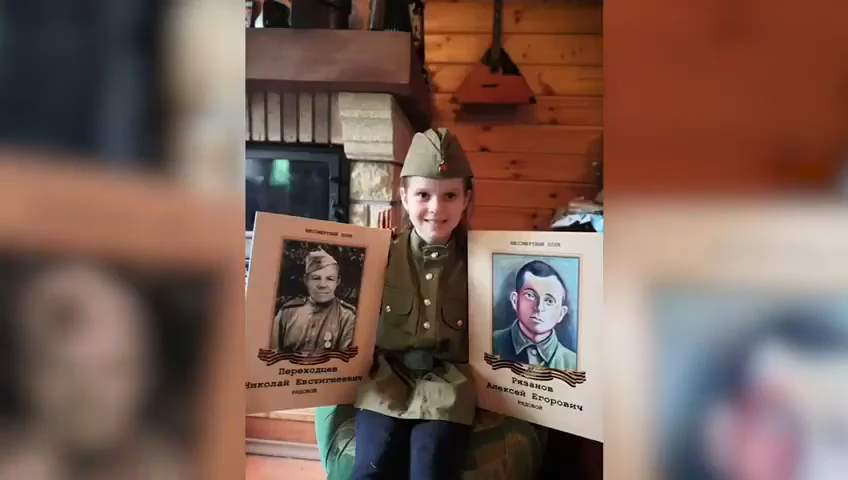 БЕССМЕРТНЫЙ ПОЛК
Переходцев
Николай Евстигнеевич
РЯДОВОЙ
БЕССМЕРТНЫЙ ПОЛК
Рязанов
Алексей Егорович
РЯДОВОЙ